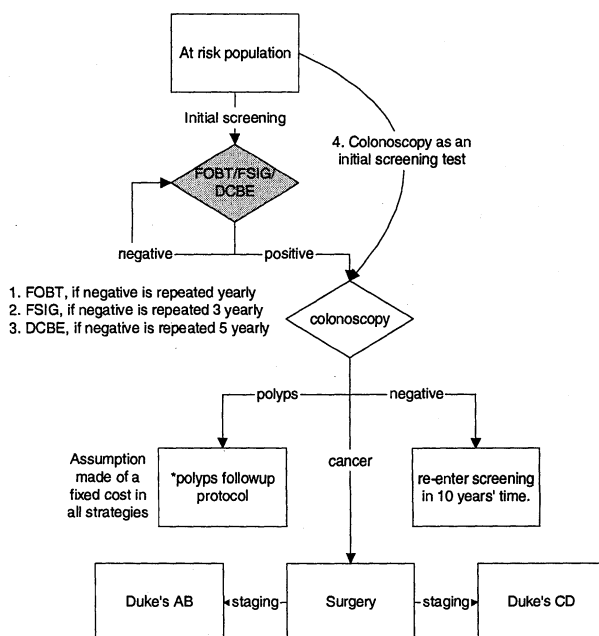 At risk population
Initial screening
4. Colonoscopy as an
initial screening test
FOBT/FSIG/
DCBE
negative
positive
1. FOBT, if negative is repeated yearly
2. FSIG, if negative is repeated 3 yearly
3. DCBE, if negative is repeated 5 yearly
colonoscopy
polyps
negative
Assumption
made of a
fixed cost in
all strategies
*polyps followup
protocol
cancer
re-enter screening
in 10 years' time.
Duke's AB
staging
Surgery
staging
Duke's CD